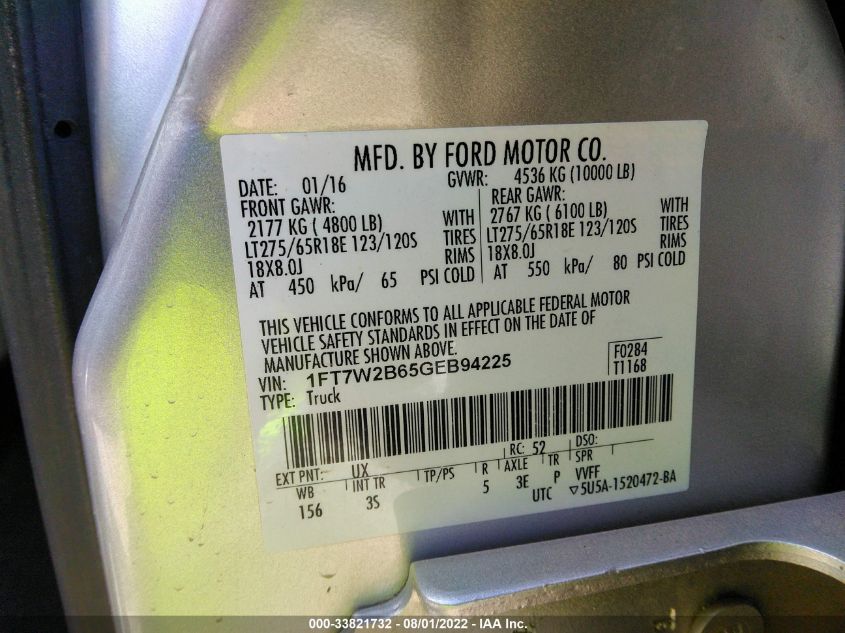 MFD. BY FORD MOTOR CO.
DATE: 01/16 GVWR: 4536 KG (10000 LB)
FRONT GAWR: REAR GAWR:
2177 KG ( 4800 LB) WITH 2767 KG ( 6100 LB) WITH
LT275/65R18E 123/120S TIRES LT275/65R18E 123/120S TIRES
18X8.0J RIMS 18X8.0J RIMS
AT 450 kPa/ 65 PSI COLD AT 550 kPa/ 80 PSI COLD
THIS VEHICLE CONFORMS TO ALL APPLICABLE FEDERAL MOTOR
VEHICLE SAFETY STANDARDS IN EFFECT ON THE DATE OF
MANUFACTURE SHOWN ABOVE.
F0284
VIN: 1FT7W2B65GEB94225
T1168
TYPE: Truck
EXT PNT: UX RC: 52 DSO:
WB INT TR TP/PS R AXLE TR SPR
156 3S 5 3E P VVFF
UTC ▽5U5A-1520472-BA
000-33821732 - 08/01/2022 - IAA Inc.